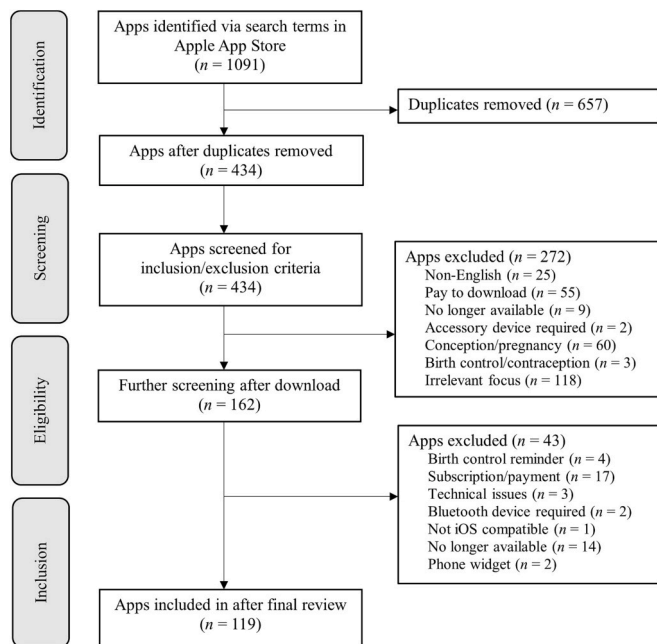 Identification
Apps identified via search terms in
Apple App Store
(n = 1091)
Duplicates removed (n = 657)
Apps after duplicates removed
(n = 434)
Screening
Apps screened for
inclusion/exclusion criteria
(n = 434)
Apps excluded (n = 272)
Non-English (n = 25)
Pay to download (n = 55)
No longer available (n = 9)
Accessory device required (n = 2)
Conception/pregnancy (n = 60)
Birth control/contraception (n = 3)
Irrelevant focus (n = 118)
Eligibility
Further screening after download
(n = 162)
Apps excluded (n = 43)
Birth control reminder (n = 4)
Subscription/payment (n = 17)
Technical issues (n = 3)
Bluetooth device required (n = 2)
Not iOS compatible (n = 1)
No longer available (n = 14)
Phone widget (n = 2)
Inclusion
Apps included in after final review
(n = 119)